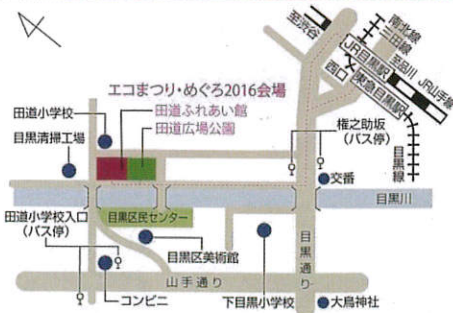 至渋谷
南北線
三田線
至品川
JR山手線
JR目黒駅
西口
東急目黒駅
目黒線
エコまつり・めぐろ2016会場
田道ふれあい館
田道広場公園
田道小学校
目黒清掃工場
権之助坂
(バス停)
交番
目黒川
田道小学校入口
(バス停)
目黒区民センター
目黒区美術館
目黒通り
山手通り
コンビニ
下目黒小学校
大鳥神社